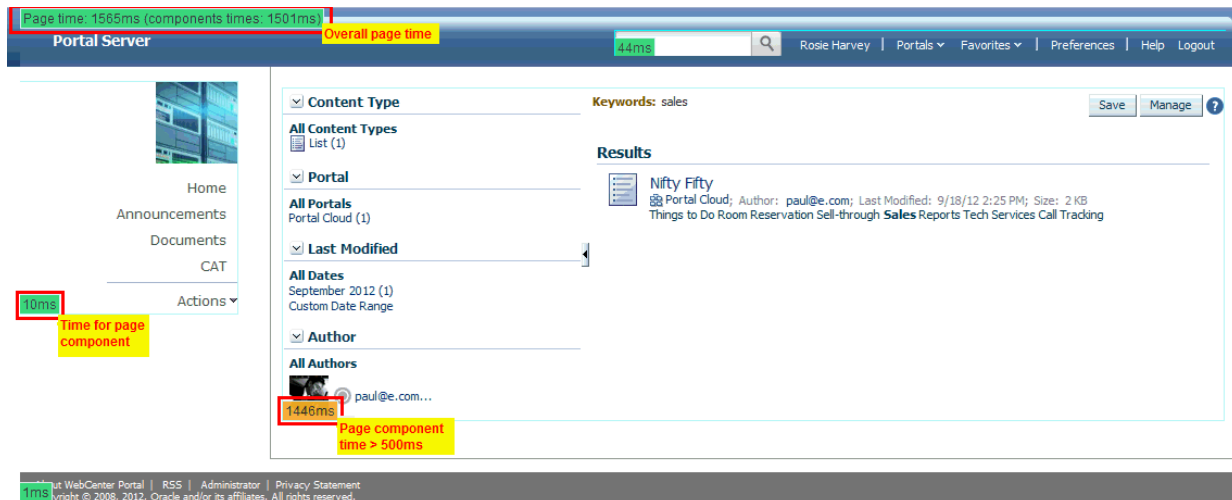 Page time: 1565ms (components times: 1501ms)
Overall page time
Portal Server
44ms
Rosie Harvey | Portals Favorites | Preferences | Help Logout
Home
Announcements
Documents
CAT
Actions
10ms
Time for page
component
Content Type
All Content Types
List (1)
Portal
All Portals
Portal Cloud (1)
Last Modified
All Dates
September 2012 (1)
Custom Date Range
Author
All Authors
paul@e.com...
1446ms
Page component
time > 500ms
Keywords: sales
Save Manage ?
Results
Nifty Fifty
Portal Cloud; Author: paul@e.com; Last Modified: 9/18/12 2:25 PM; Size: 2 KB
Things to Do Room Reservation Sell-through Sales Reports Tech Services Call Tracking
1ms
WebCenter Portal | RSS | Administrator | Privacy Statement
© 2008, 2012, Oracle and/or its affiliates. All rights reserved.